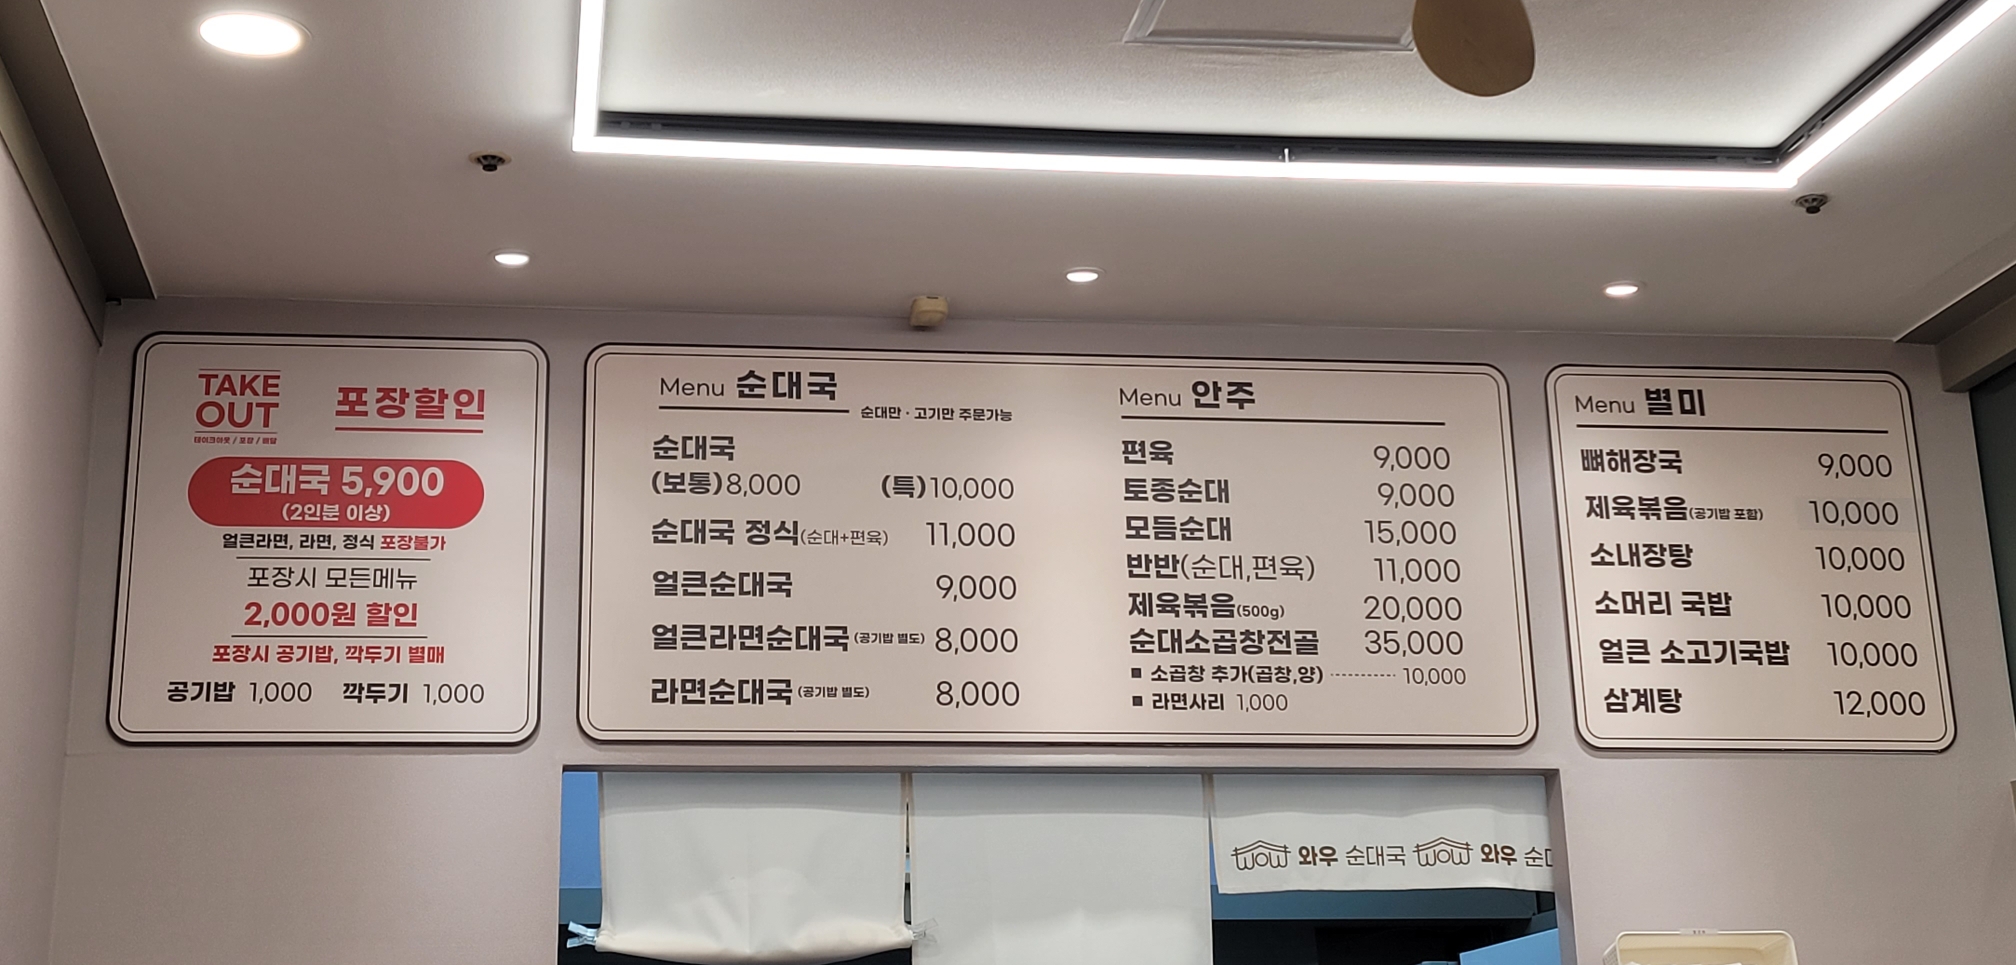 TAKE
OUT
테이크아웃 / 포장 / 배달
포장할인
순대국 5,900
(2인분 이상)
얼큰라면, 라면, 정식 포장불가
포장시 모든메뉴
2,000원 할인
포장시 공기밥, 깍두기 별매
공기밥 1,000 깍두기 1,000
Menu 순대국
순대만 · 고기만 주문가능
순대국
(보통)8,000 (특)10,000
순대국 정식(순대+편육) 11,000
얼큰순대국 9,000
얼큰라면순대국 (공기밥 별도) 8,000
라면순대국 (공기밥 별도) 8,000
Menu 안주
편육 9,000
토종순대 9,000
모듬순대 15,000
반반(순대,편육) 11,000
제육볶음(500g) 20,000
순대소곱창전골 35,000
■ 소곱창 추가(곱창,양) ---------- 10,000
■ 라면사리 1,000
Menu 별미
뼈해장국 9,000
제육볶음(공기밥 포함) 10,000
소내장탕 10,000
소머리 국밥 10,000
얼큰 소고기국밥 10,000
삼계탕 12,000
WOW 와우 순대국 WOW 와우 순대